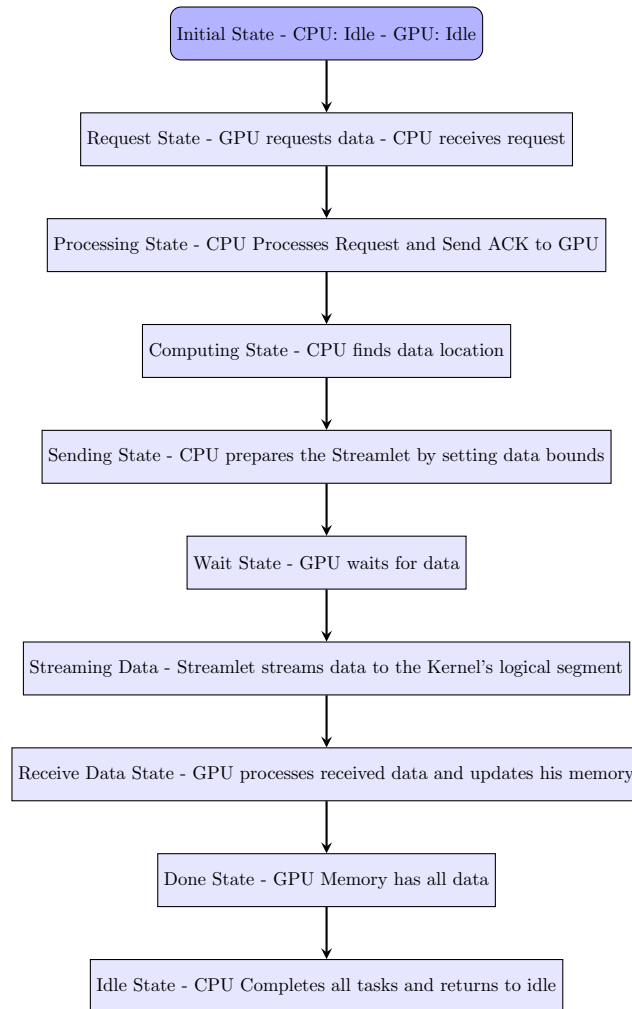 Initial State - CPU: Idle - GPU: Idle
Request State - GPU requests data - CPU receives request
Processing State - CPU Processes Request and Send ACK to GPU
Computing State - CPU finds data location
Sending State - CPU prepares the Streamlet by setting data bounds
Wait State - GPU waits for data
Streaming Data - Streamlet streams data to the Kernel's logical segment
Receive Data State - GPU processes received data and updates his memory
Done State - GPU Memory has all data
Idle State - CPU Completes all tasks and returns to idle